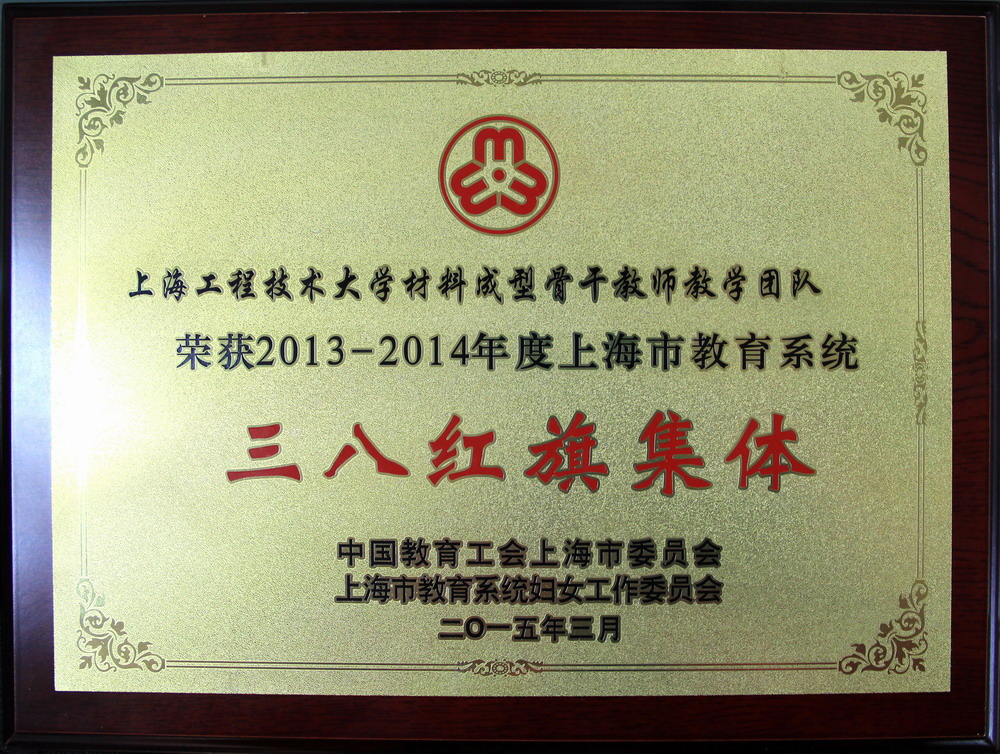 上海工程技术大学材料成型骨干教师教学团队
荣获2013-2014年度上海市教育系统
三八红旗集体
中国教育工会上海市委员会
上海市教育系统妇女工作委员会
二〇一五年三月